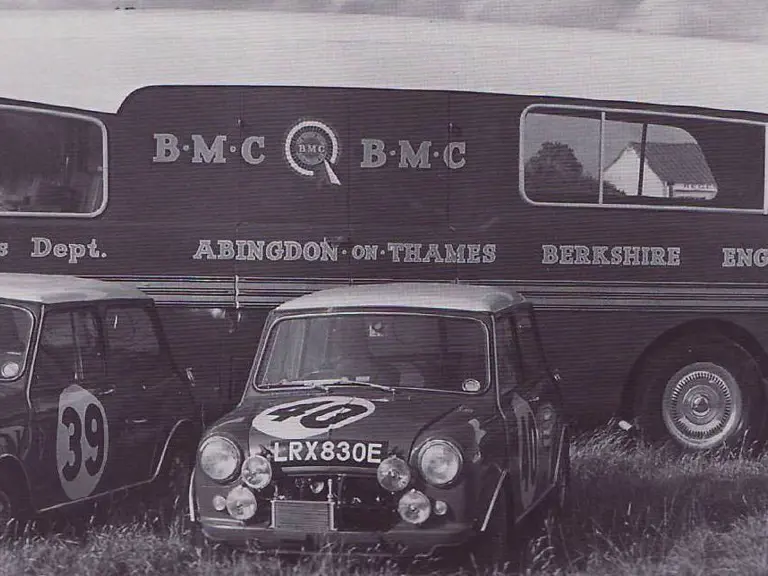 B·M·C BMC B·M·C
s Dept. ABINGDON·ON·THAMES BERKSHIRE ENG
39
40
LRX830E